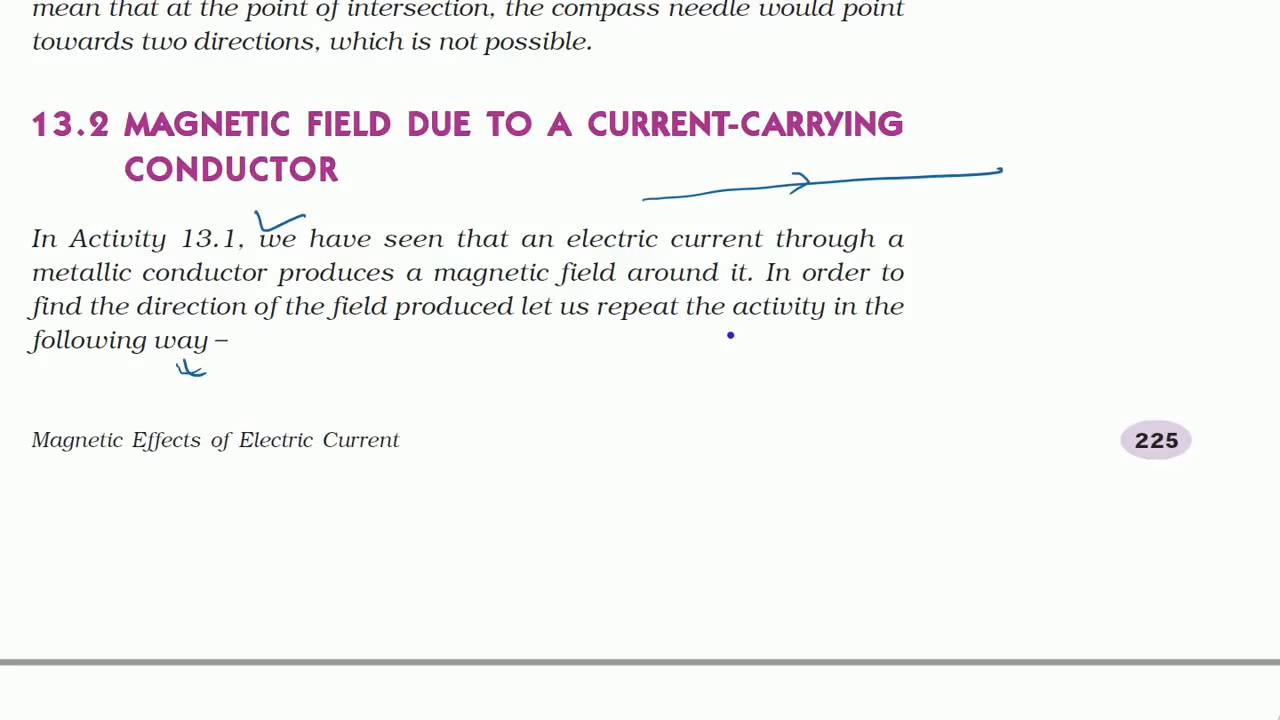 mean that at the point of intersection, the compass needle would point
towards two directions, which is not possible.
13.2 MAGNETIC FIELD DUE TO A CURRENT-CARRYING
CONDUCTOR
In Activity 13.1, we have seen that an electric current through a
metallic conductor produces a magnetic field around it. In order to
find the direction of the field produced let us repeat the activity in the
following way –
Magnetic Effects of Electric Current
225